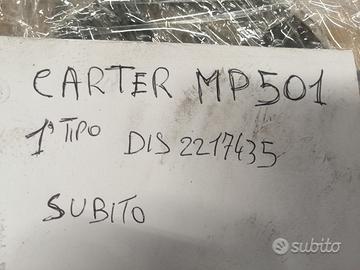 CARTER MP501
1° TIPO DIS 2217435
SUBITO
subito